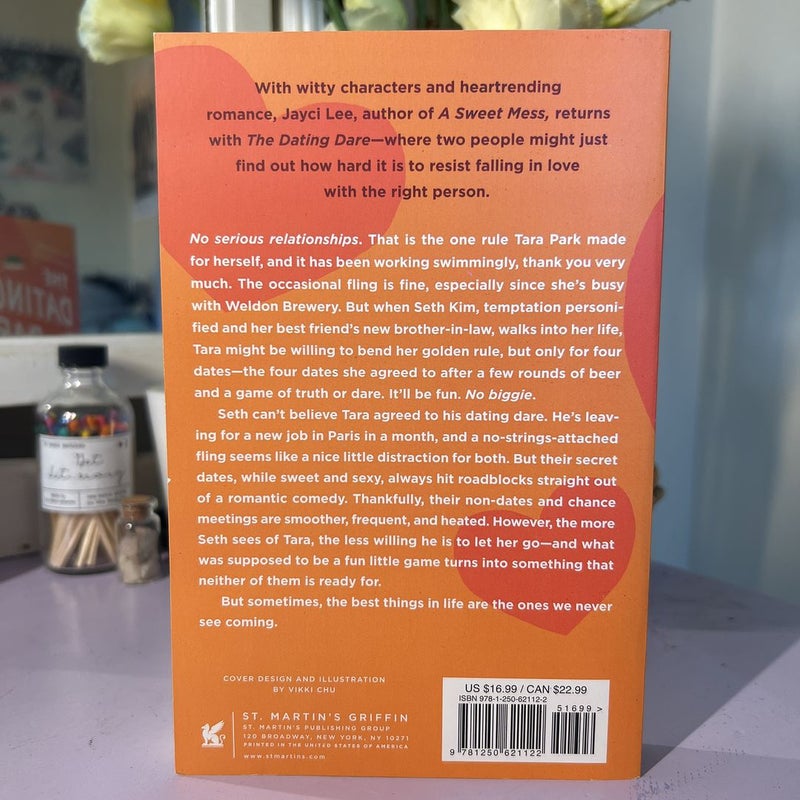 With witty characters and heartrending
romance, Jayci Lee, author of A Sweet Mess, returns
with The Dating Dare—where two people might just
find out how hard it is to resist falling in love
with the right person.
No serious relationships. That is the one rule Tara Park made
for herself, and it has been working swimmingly, thank you very
much. The occasional fling is fine, especially since she's busy
with Weldon Brewery. But when Seth Kim, temptation personi-
fied and her best friend's new brother-in-law, walks into her life,
Tara might be willing to bend her golden rule, but only for four
dates—the four dates she agreed to after a few rounds of beer
and a game of truth or dare. It'll be fun. No biggie.
Seth can't believe Tara agreed to his dating dare. He's leav-
ing for a new job in Paris in a month, and a no-strings-attached
fling seems like a nice little distraction for both. But their secret
dates, while sweet and sexy, always hit roadblocks straight out
of a romantic comedy. Thankfully, their non-dates and chance
meetings are smoother, frequent, and heated. However, the more
Seth sees of Tara, the less willing he is to let her go—and what
was supposed to be a fun little game turns into something that
neither of them is ready for.
But sometimes, the best things in life are the ones we never
see coming.
COVER DESIGN AND ILLUSTRATION
BY VIKKI CHU
ST. MARTIN'S GRIFFIN
ST. MARTIN'S PUBLISHING GROUP
120 BROADWAY, NEW YORK, NY 10271
PRINTED IN THE UNITED STATES OF AMERICA
www.stmartins.com
US $16.99 / CAN $22.99
ISBN 978-1-250-62112-2
51699 >
9 781250 621122
THE
DATING